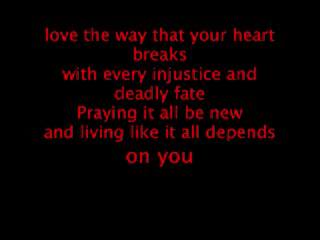 love the way that your heart
breaks
with every injustice and
deadly fate
Praying it all be new
and living like it all depends
on you